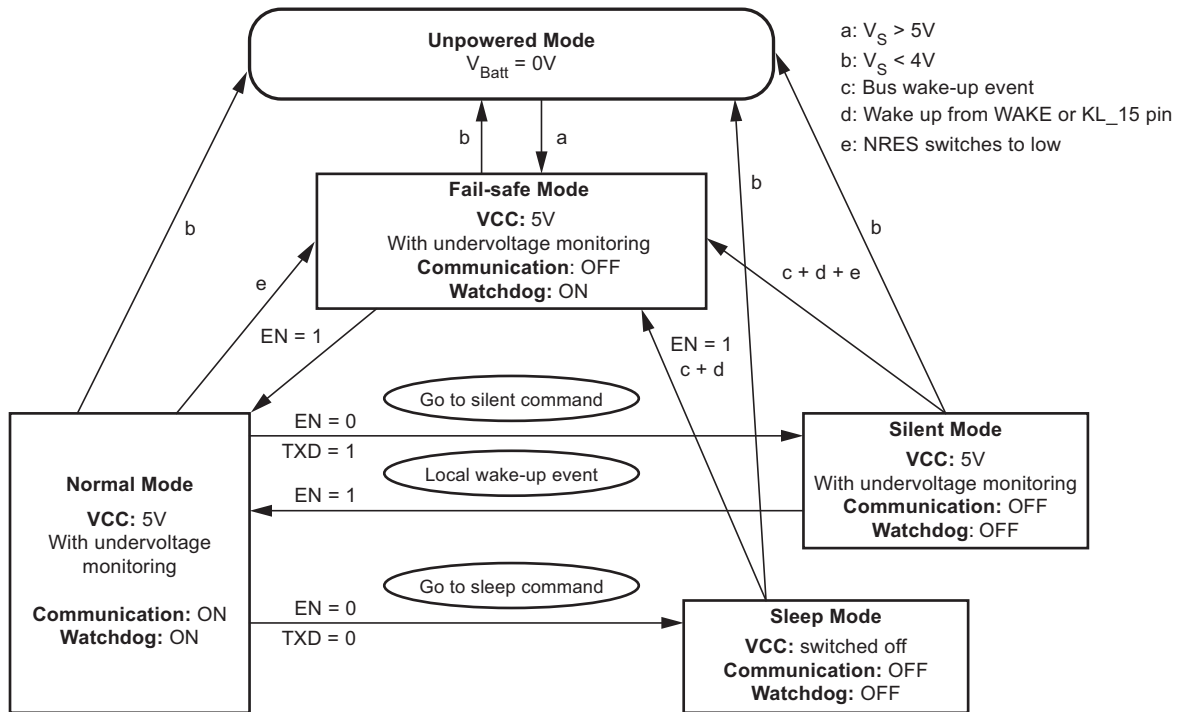 Unpowered Mode
V_Batt = 0V
a: V_S > 5V
b: V_S < 4V
c: Bus wake-up event
d: Wake up from WAKE or KL_15 pin
e: NRES switches to low
b
a
b
b
b
Fail-safe Mode
VCC: 5V
With undervoltage monitoring
Communication: OFF
Watchdog: ON
e
c + d + e
EN = 1
EN = 1
c + d
Go to silent command
EN = 0
TXD = 1
Local wake-up event
EN = 1
Normal Mode
VCC: 5V
With undervoltage
monitoring
Communication: ON
Watchdog: ON
Silent Mode
VCC: 5V
With undervoltage monitoring
Communication: OFF
Watchdog: OFF
Go to sleep command
EN = 0
TXD = 0
Sleep Mode
VCC: switched off
Communication: OFF
Watchdog: OFF